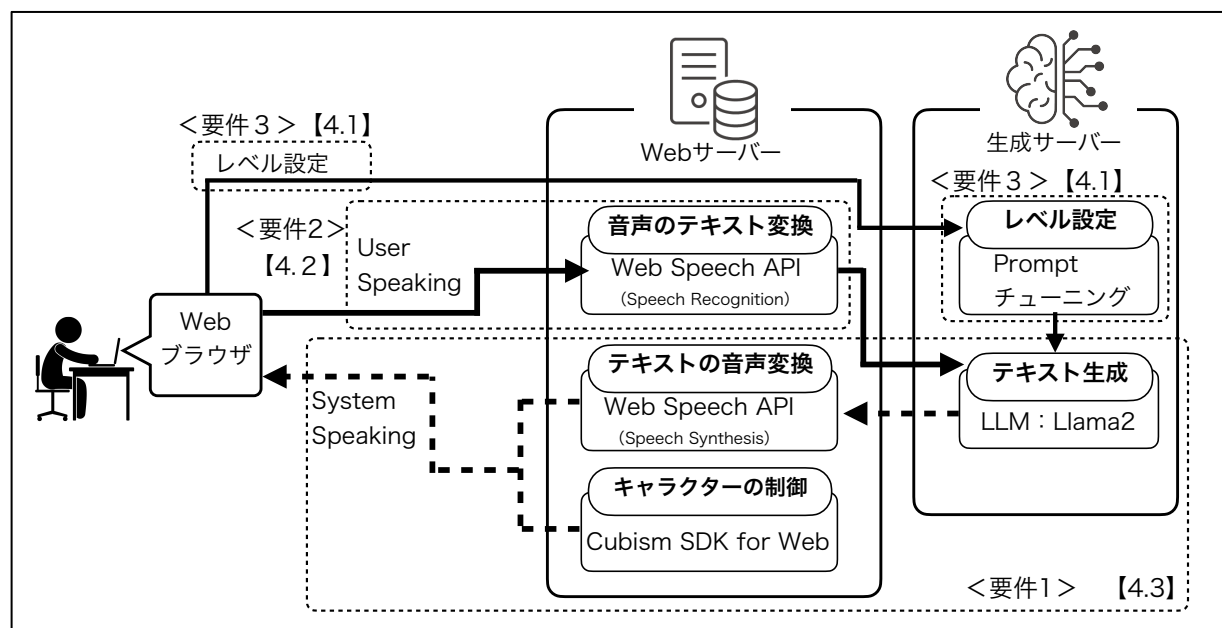 Webサーバー
生成サーバー
＜要件３＞【4.1】
レベル設定
＜要件３＞【4.1】
レベル設定
Prompt
チューニング
＜要件2＞
【4. 2】
User
Speaking
音声のテキスト変換
Web Speech API
（Speech Recognition）
Web
ブラウザ
テキストの音声変換
Web Speech API
（Speech Synthesis）
テキスト生成
LLM：Llama2
System
Speaking
キャラクターの制御
Cubism SDK for Web
＜要件1＞ 【4.3】